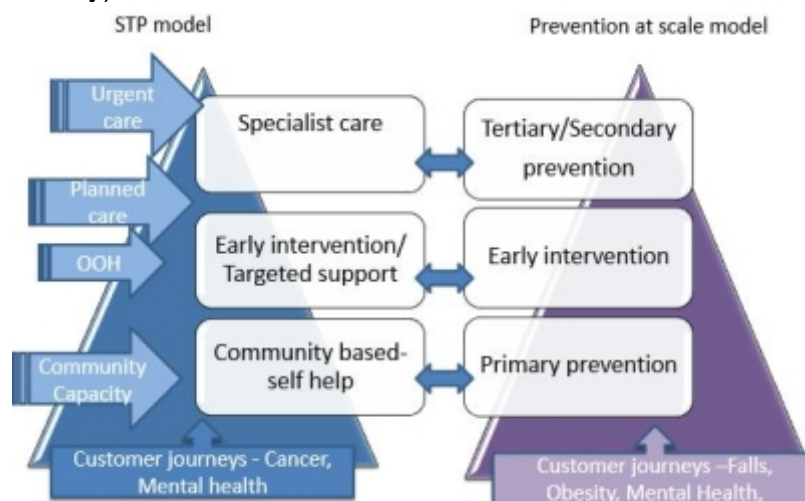 STP model
Prevention at scale model
Urgent
care
Specialist care
Tertiary/Secondary
prevention
Planned
care
OOH
Early intervention/
Targeted support
Early intervention
Community
Capacity
Community based-
self help
Primary prevention
Customer journeys - Cancer,
Mental health
Customer journeys –Falls,
Obesity, Mental Health,